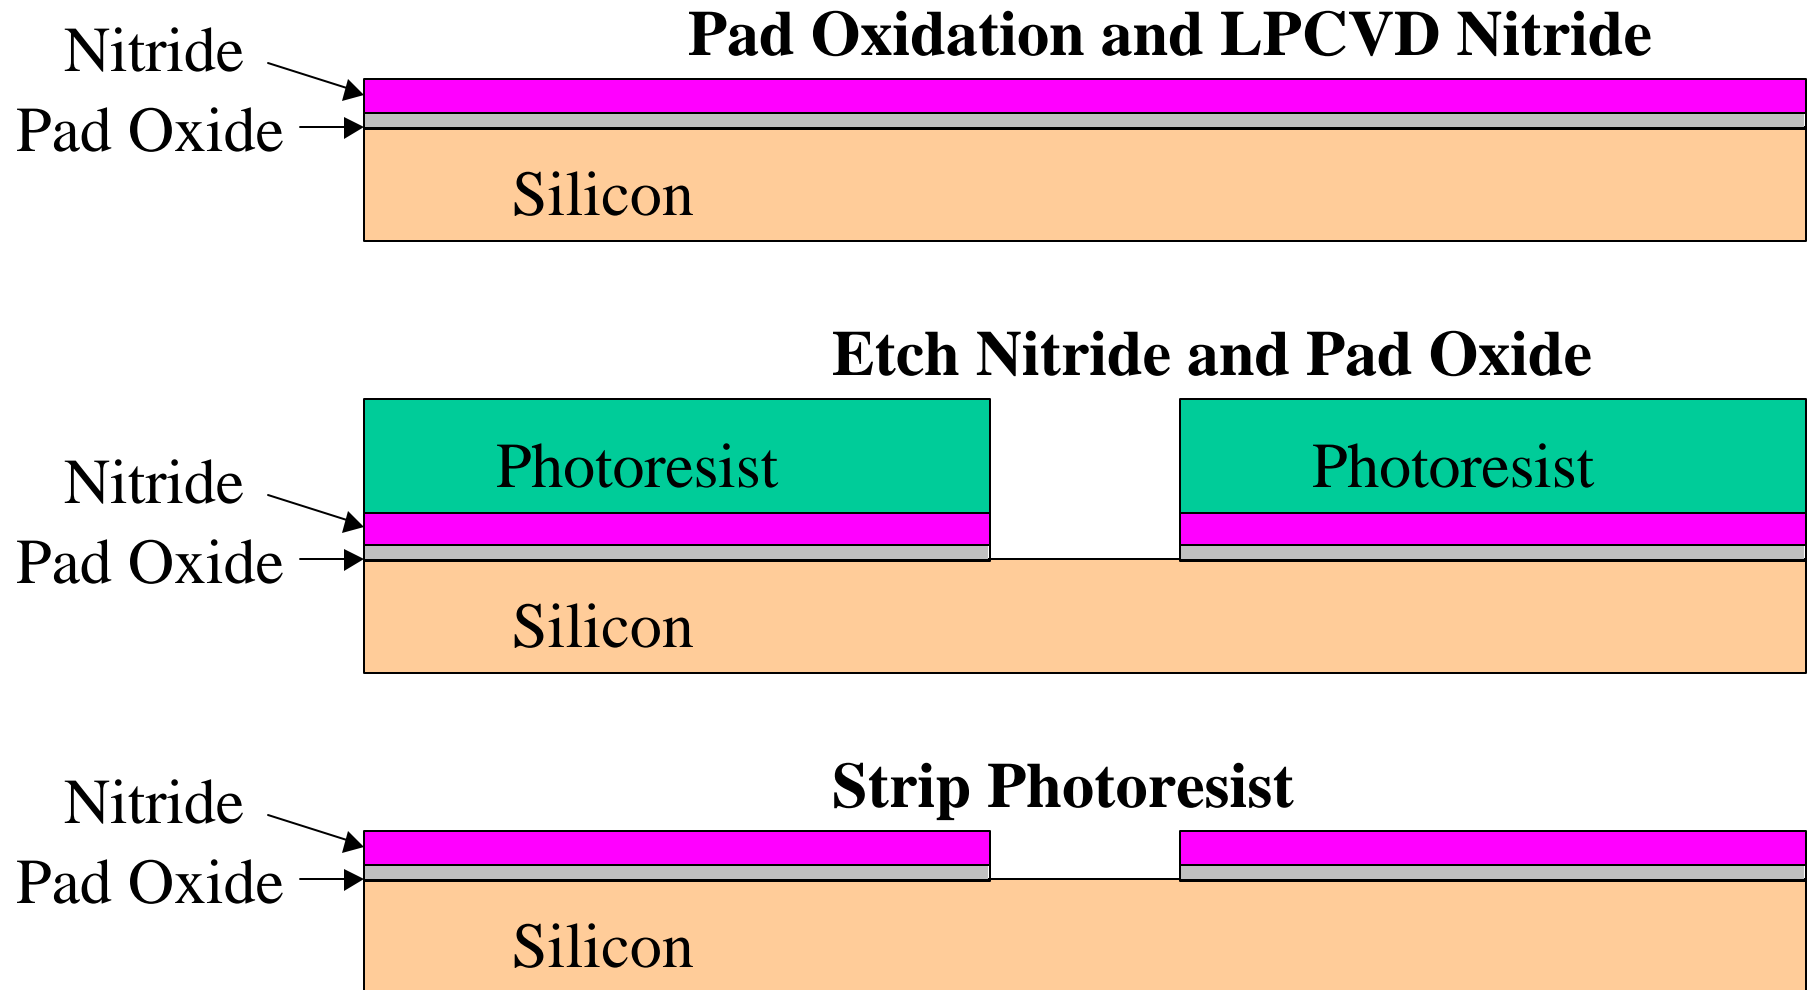 Pad Oxidation and LPCVD Nitride
Nitride
Pad Oxide
Silicon
Etch Nitride and Pad Oxide
Photoresist
Photoresist
Nitride
Pad Oxide
Silicon
Strip Photoresist
Nitride
Pad Oxide
Silicon